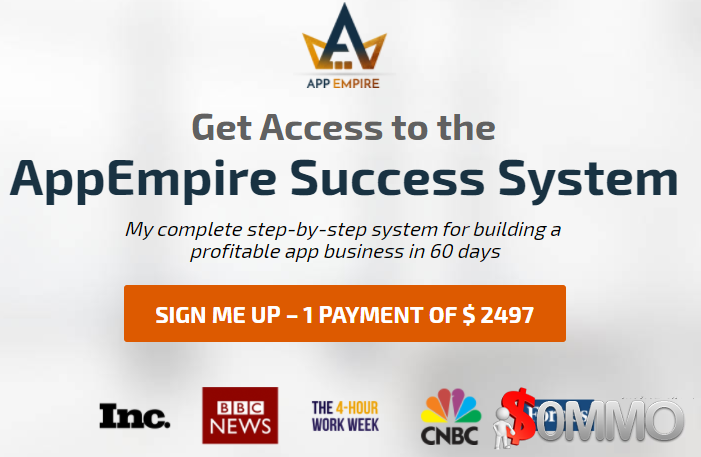 APP EMPIRE
Get Access to the
AppEmpire Success System
My complete step-by-step system for building a
profitable app business in 60 days
SIGN ME UP – 1 PAYMENT OF $ 2497
Inc.
BBC
NEWS
THE 4-HOUR
WORK WEEK
CNBC
$OMMO